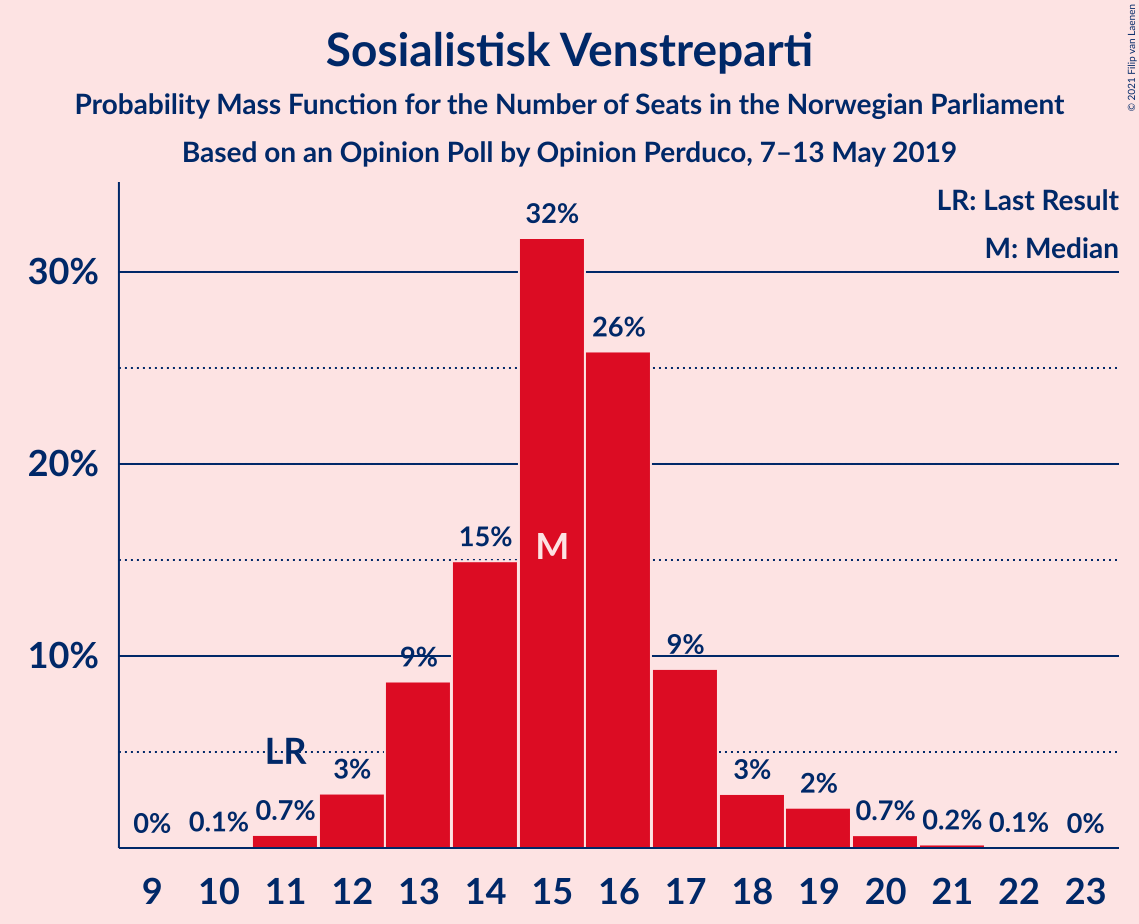 Sosialistisk Venstreparti
Probability Mass Function for the Number of Seats in the Norwegian Parliament
Based on an Opinion Poll by Opinion Perduco, 7–13 May 2019
© 2021 Filip van Laenen
LR: Last Result
M: Median
30%
20%
10%
0%
0.1%
0.7%
LR
3%
9%
15%
32%
M
26%
9%
3%
2%
0.7%
0.2%
0.1%
0%
9 10 11 12 13 14 15 16 17 18 19 20 21 22 23